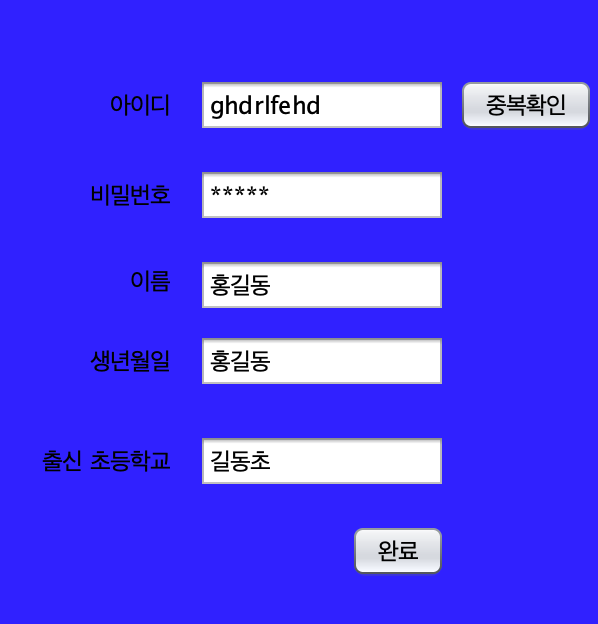 아이디 ghdrlfehd 중복확인
비밀번호 *****
이름 홍길동
생년월일 홍길동
출신 초등학교 길동초
완료